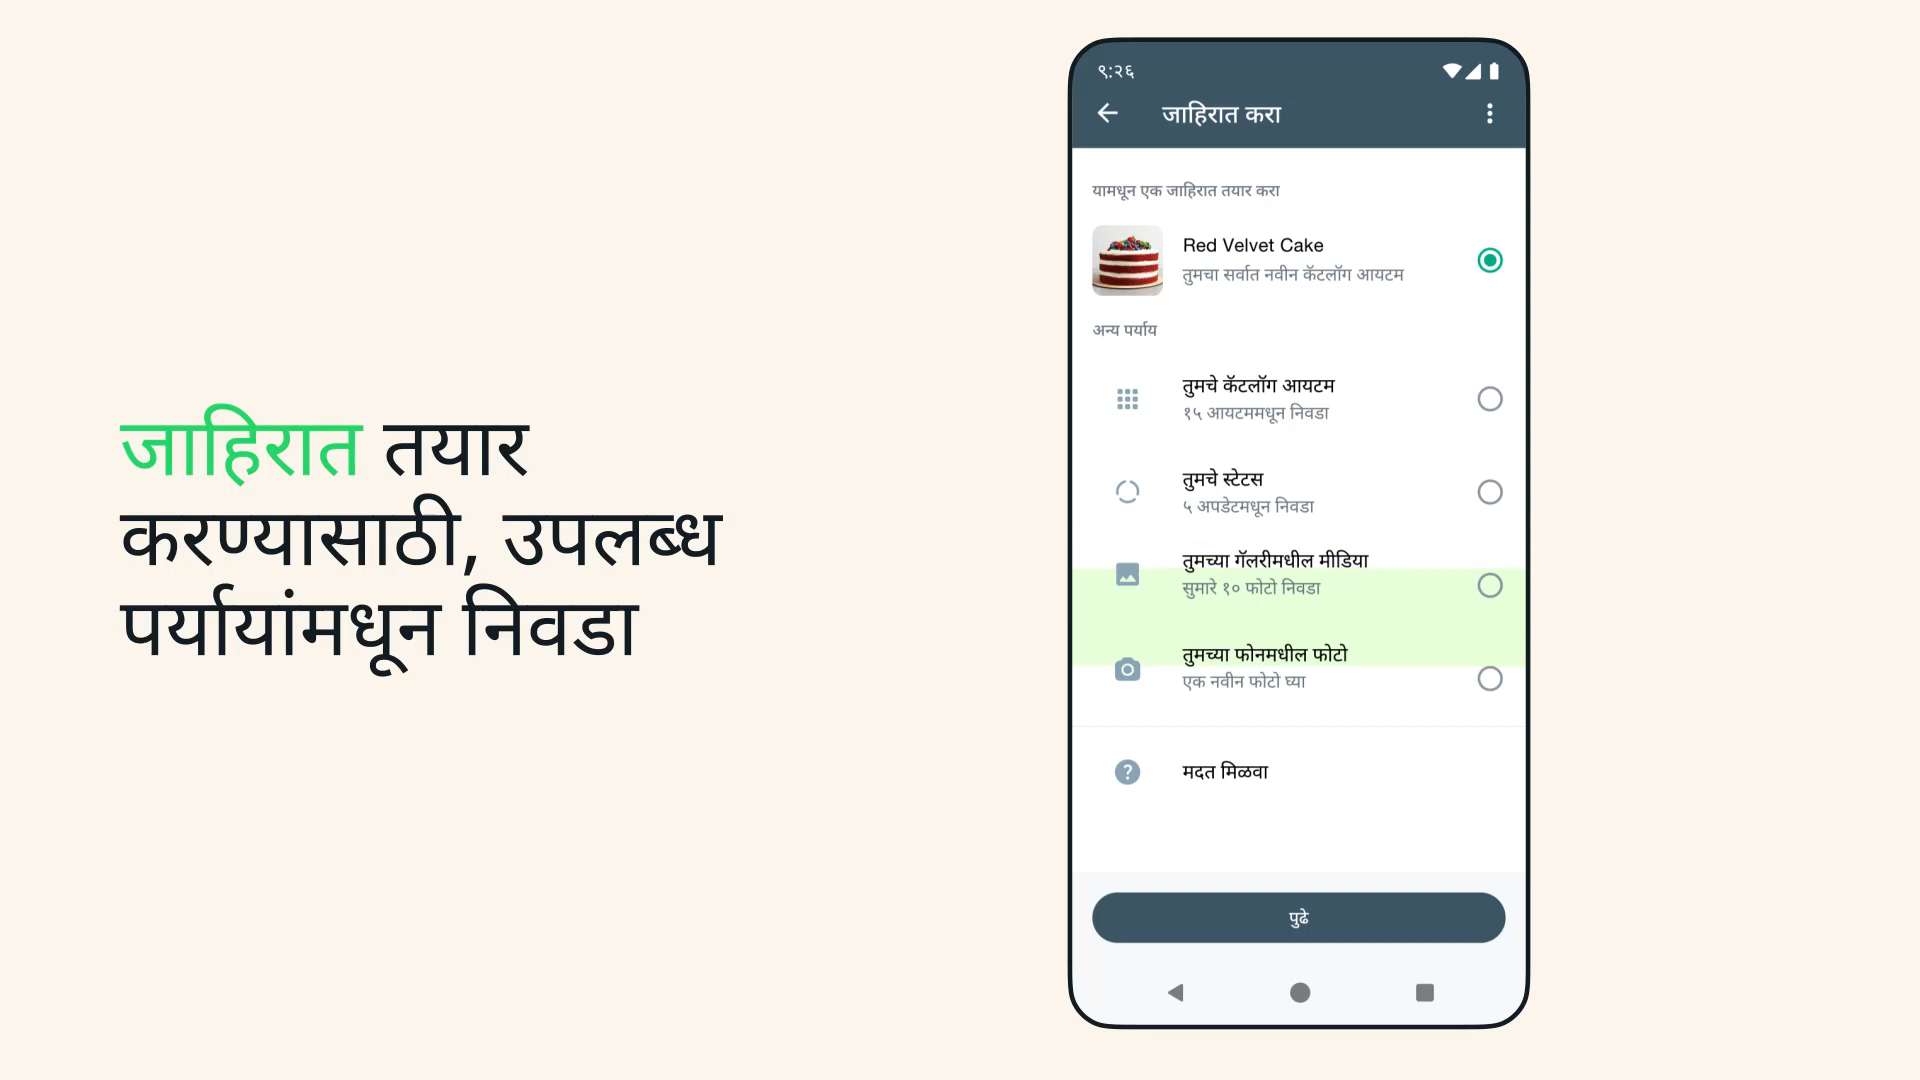 जाहिरात तयार
करण्यासाठी, उपलब्ध
पर्यायांमधून निवडा
९:२६
जाहिरात करा
यामधून एक जाहिरात तयार करा
Red Velvet Cake
तुमचा सर्वात नवीन कॅटलॉग आयटम
अन्य पर्याय
तुमचे कॅटलॉग आयटम
१५ आयटममधून निवडा
तुमचे स्टेटस
५ अपडेटमधून निवडा
तुमच्या गॅलरीमधील मीडिया
सुमारे १० फोटो निवडा
तुमच्या फोनमधील फोटो
एक नवीन फोटो घ्या
मदत मिळवा
पुढे